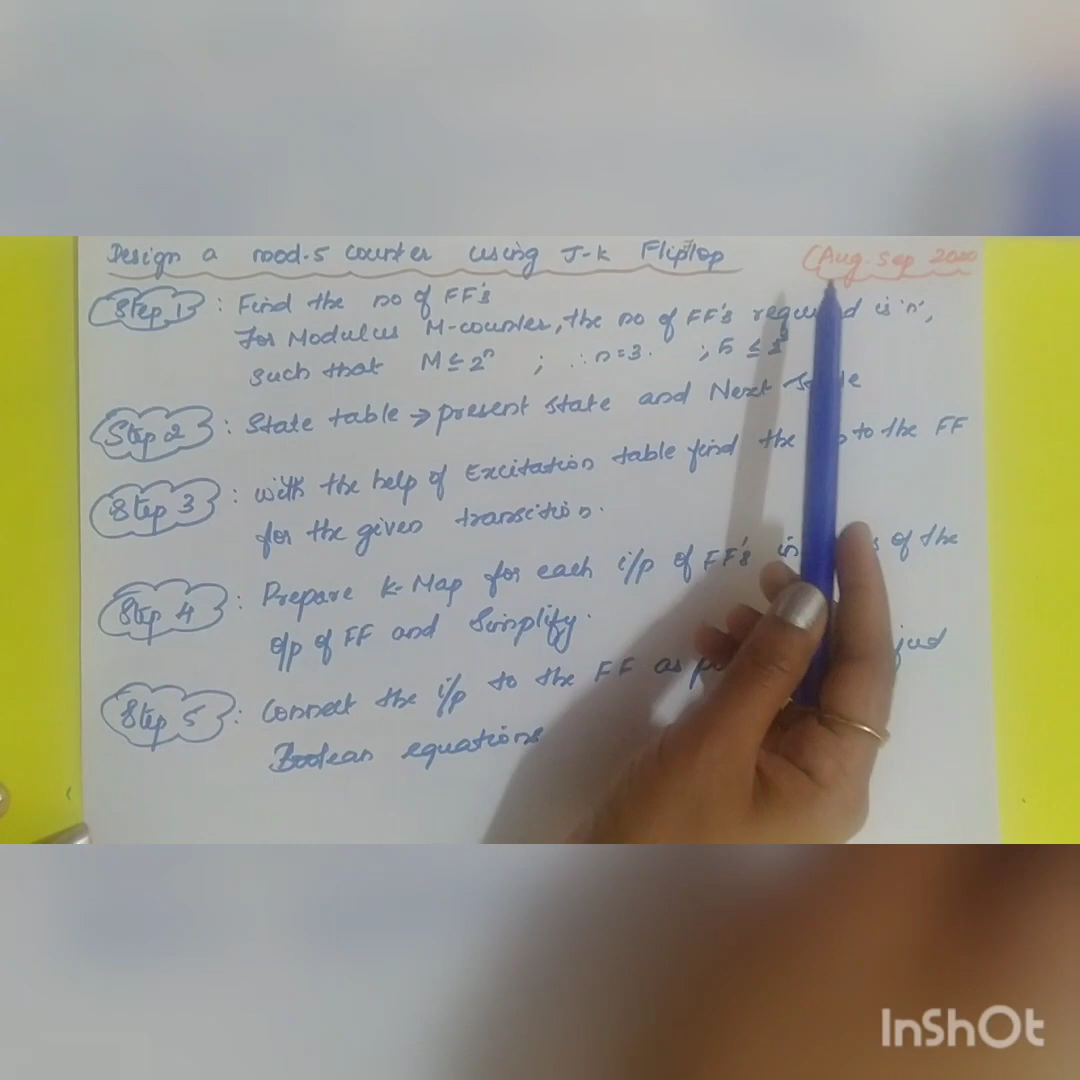 Design a mod-5 counter using J-K Flipflop (Aug. Sep 2020
Step 1 : Find the no of FF's
For Modulus M-counter, the no of FF's required is 'n',
such that M ≤ 2ⁿ ; ∴ n = 3. ; 5 ≤ 2³
Step 2 : State table → present state and Next
Step 3 : with the help of Excitation table find the to the FF
for the given transition.
Step 4 : Prepare K-Map for each i/p of FF's in of the
o/p of FF and Simplify.
Step 5 : Connect the i/p to the FF as
Boolean equations
InShOt